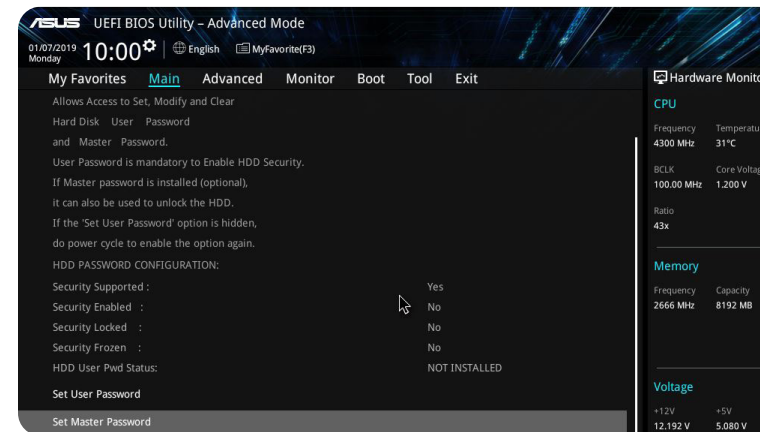 ASUS UEFI BIOS Utility – Advanced Mode
01/07/2019
Monday
10:00
English
MyFavorite(F3)
My Favorites Main Advanced Monitor Boot Tool Exit
Allows Access to Set, Modify and Clear
Hard Disk User Password
and Master Password.
User Password is mandatory to Enable HDD Security.
If Master password is installed (optional),
it can also be used to unlock the HDD.
If the 'Set User Password' option is hidden,
do power cycle to enable the option again.
HDD PASSWORD CONFIGURATION:
Security Supported : Yes
Security Enabled : No
Security Locked : No
Security Frozen : No
HDD User Pwd Status: NOT INSTALLED
Set User Password
Set Master Password
Hardware Monito
CPU
Frequency Temperatu
4300 MHz 31°C
BCLK Core Voltag
100.00 MHz 1.200 V
Ratio
43x
Memory
Frequency Capacity
2666 MHz 8192 MB
Voltage
+12V +5V
12.192 V 5.080 V